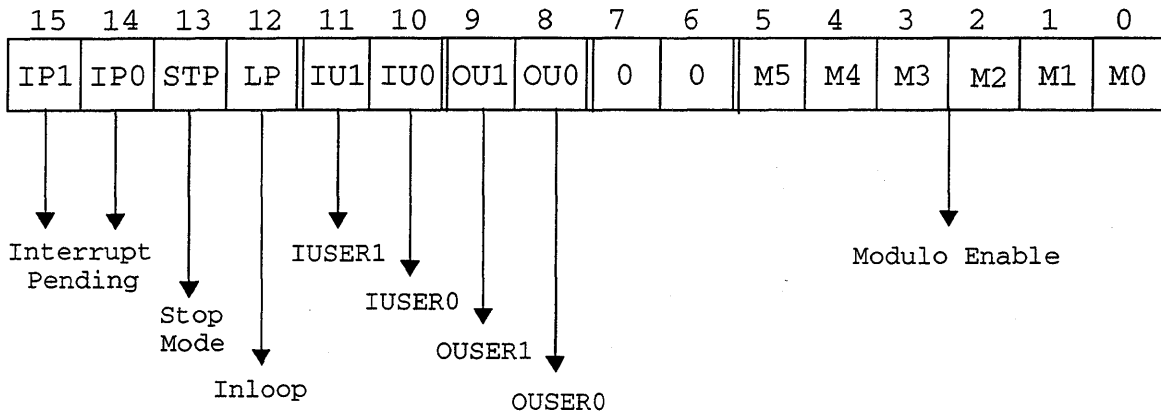 15 14 13 12 11 10 9 8 7 6 5 4 3 2 1 0
IP1 IP0 STP LP IU1 IU0 OU1 OU0 0 0 M5 M4 M3 M2 M1 M0
Interrupt
Pending
Stop
Mode
Inloop
IUSER1
IUSER0
OUSER1
OUSER0
Modulo Enable